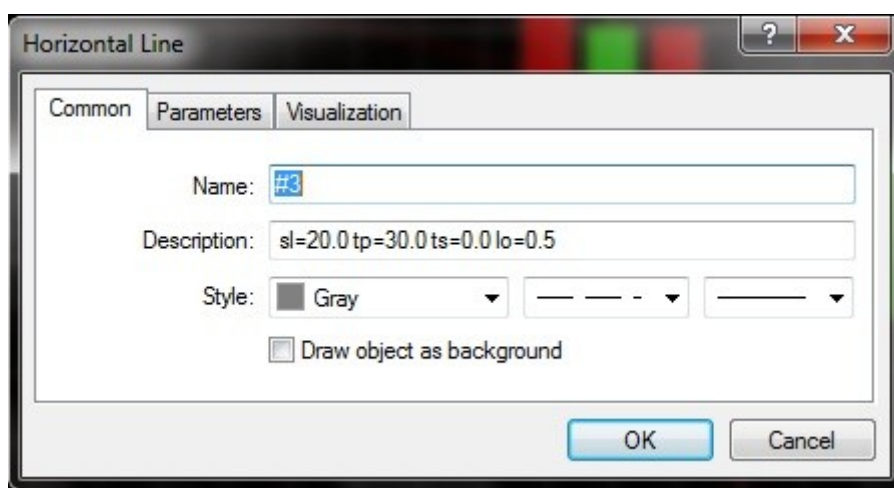 Horizontal Line
?
X
Common Parameters Visualization
Name: #3
Description: sl=20.0 tp=30.0 ts=0.0 lo=0.5
Style: Gray
Draw object as background
OK Cancel